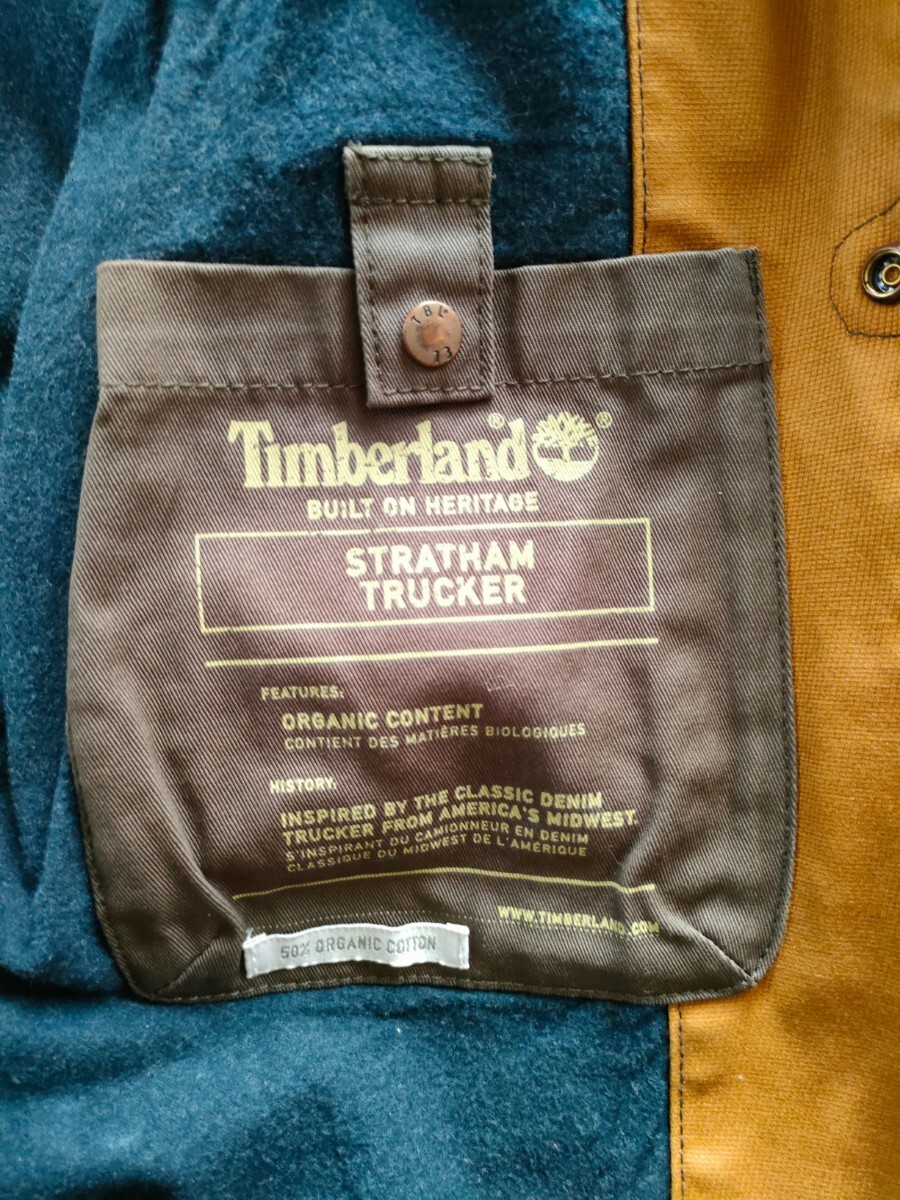 TBL
73
Timberland® ®
BUILT ON HERITAGE
STRATHAM
TRUCKER
FEATURES:
ORGANIC CONTENT
CONTIENT DES MATIÈRES BIOLOGIQUES
HISTORY:
INSPIRED BY THE CLASSIC DENIM
TRUCKER FROM AMERICA'S MIDWEST.
S'INSPIRANT DU CAMIONNEUR EN DENIM
CLASSIQUE DU MIDWEST DE L'AMÉRIQUE
WWW.TIMBERLAND.COM
50% ORGANIC COTTON